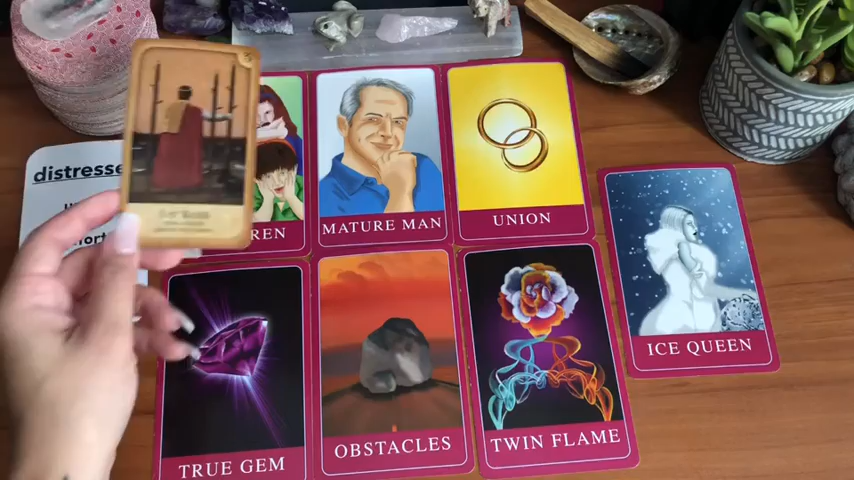 distresse
REN
MATURE MAN
UNION
ICE QUEEN
TRUE GEM
OBSTACLES
TWIN FLAME